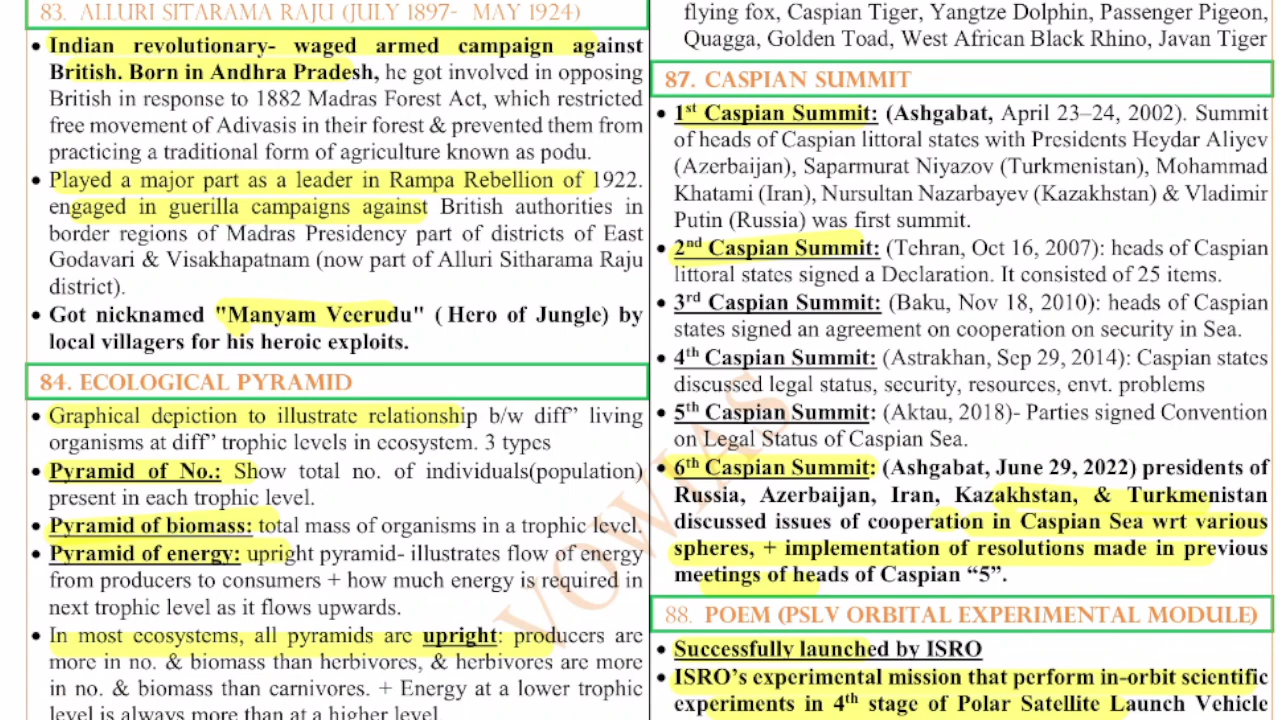 83. ALLURI SITARAMA RAJU (JULY 1897- MAY 1924)
• Indian revolutionary- waged armed campaign against
British. Born in Andhra Pradesh, he got involved in opposing
British in response to 1882 Madras Forest Act, which restricted
free movement of Adivasis in their forest & prevented them from
practicing a traditional form of agriculture known as podu.
• Played a major part as a leader in Rampa Rebellion of 1922.
engaged in guerilla campaigns against British authorities in
border regions of Madras Presidency part of districts of East
Godavari & Visakhapatnam (now part of Alluri Sitharama Raju
district).
• Got nicknamed "Manyam Veerudu" ( Hero of Jungle) by
local villagers for his heroic exploits.
84. ECOLOGICAL PYRAMID
• Graphical depiction to illustrate relationship b/w diff” living
organisms at diff” trophic levels in ecosystem. 3 types
• Pyramid of No.: Show total no. of individuals(population)
present in each trophic level.
• Pyramid of biomass: total mass of organisms in a trophic level.
• Pyramid of energy: upright pyramid- illustrates flow of energy
from producers to consumers + how much energy is required in
next trophic level as it flows upwards.
• In most ecosystems, all pyramids are upright: producers are
more in no. & biomass than herbivores, & herbivores are more
in no. & biomass than carnivores. + Energy at a lower trophic
level is always more than at a higher level.
flying fox, Caspian Tiger, Yangtze Dolphin, Passenger Pigeon,
Quagga, Golden Toad, West African Black Rhino, Javan Tiger
87. CASPIAN SUMMIT
• 1st Caspian Summit: (Ashgabat, April 23–24, 2002). Summit
of heads of Caspian littoral states with Presidents Heydar Aliyev
(Azerbaijan), Saparmurat Niyazov (Turkmenistan), Mohammad
Khatami (Iran), Nursultan Nazarbayev (Kazakhstan) & Vladimir
Putin (Russia) was first summit.
• 2nd Caspian Summit: (Tehran, Oct 16, 2007): heads of Caspian
littoral states signed a Declaration. It consisted of 25 items.
• 3rd Caspian Summit: (Baku, Nov 18, 2010): heads of Caspian
states signed an agreement on cooperation on security in Sea.
• 4th Caspian Summit: (Astrakhan, Sep 29, 2014): Caspian states
discussed legal status, security, resources, envt. problems
• 5th Caspian Summit: (Aktau, 2018)- Parties signed Convention
on Legal Status of Caspian Sea.
• 6th Caspian Summit: (Ashgabat, June 29, 2022) presidents of
Russia, Azerbaijan, Iran, Kazakhstan, & Turkmenistan
discussed issues of cooperation in Caspian Sea wrt various
spheres, + implementation of resolutions made in previous
meetings of heads of Caspian “5”.
88. POEM (PSLV ORBITAL EXPERIMENTAL MODULE)
• Successfully launched by ISRO
• ISRO’s experimental mission that perform in-orbit scientific
experiments in 4th stage of Polar Satellite Launch Vehicle
VOWIAS